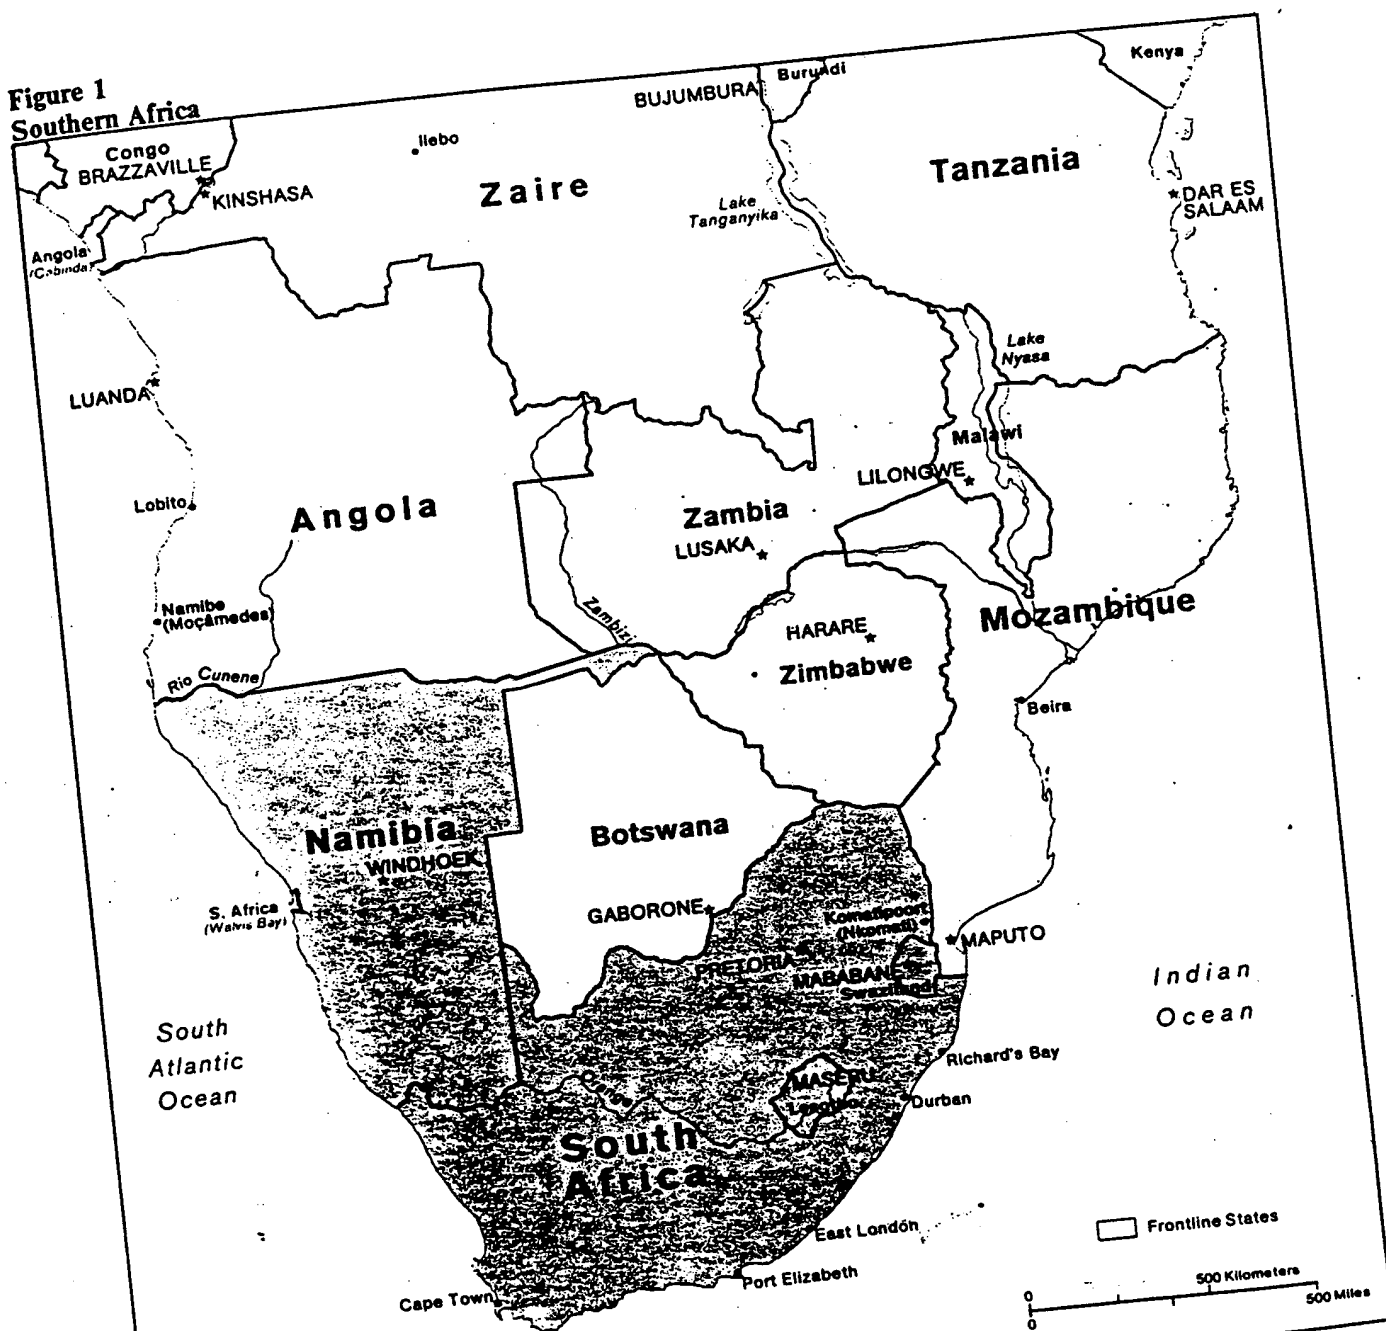 Figure 1
Southern Africa
Kenya
Burundi
BUJUMBURA
Ilebo
Congo
BRAZZAVILLE
KINSHASA
Zaire
Tanzania
DAR ES
SALAAM
Lake
Tanganyika
Angola
(Cabinda)
Lake
Nyasa
LUANDA
Malawi
LILONGWE
Lobito
Angola
Zambia
LUSAKA
Namibe
(Moçâmedes)
Zambizi
HARARE
Mozambique
Zimbabwe
Rio Cunene
Beira
Namibia
WINDHOEK
Botswana
S. Africa
(Walvis Bay)
GABORONE
Komatipoort
(Nkomati)
MAPUTO
PRETORIA
MABABANE
Swaziland
Indian
Ocean
South
Atlantic
Ocean
Richard's Bay
MASERU
Lesotho
Orange
Durban
South
Africa
East London
Frontline States
Port Elizabeth
Cape Town
0
500 Kilometers
0
500 Miles